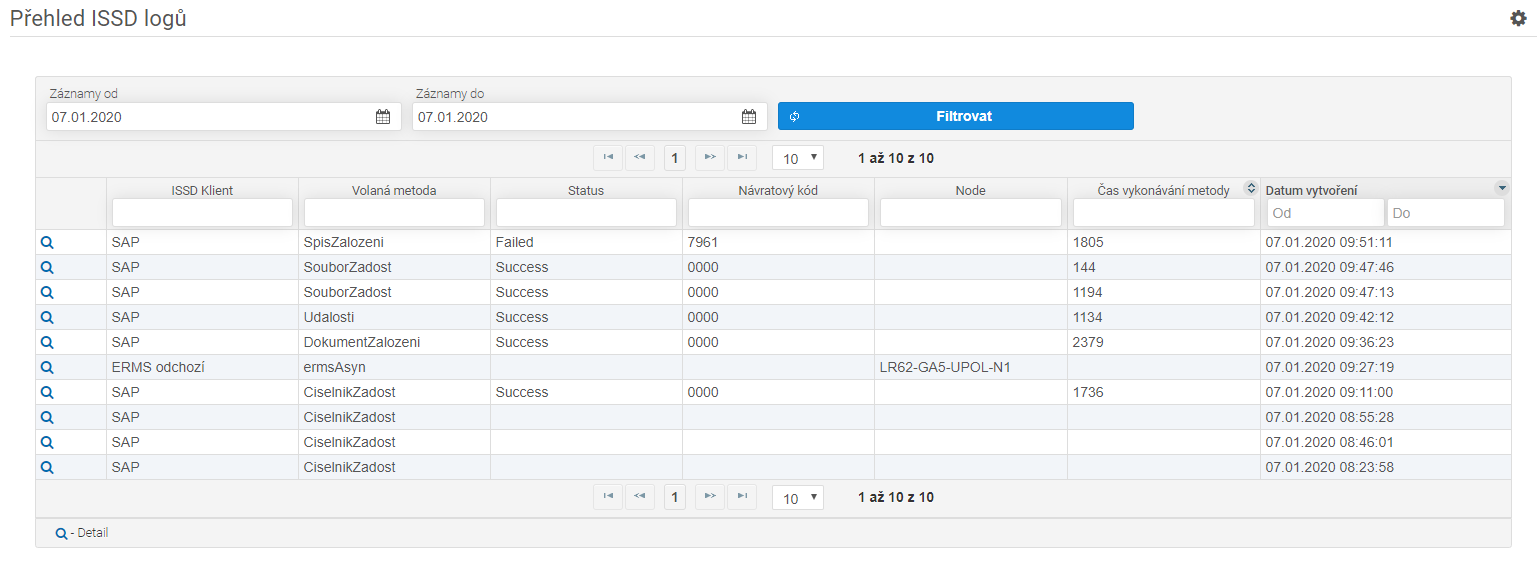 Přehled ISSD logů
Záznamy od Záznamy do
07.01.2020 07.01.2020 Filtrovat
1 10 1 až 10 z 10
ISSD Klient Volaná metoda Status Návratový kód Node Čas vykonávání metody Datum vytvoření
Od Do
SAP SpisZalozeni Failed 7961 1805 07.01.2020 09:51:11
SAP SouborZadost Success 0000 144 07.01.2020 09:47:46
SAP SouborZadost Success 0000 1194 07.01.2020 09:47:13
SAP Udalosti Success 0000 1134 07.01.2020 09:42:12
SAP DokumentZalozeni Success 0000 2379 07.01.2020 09:36:23
ERMS odchozí ermsAsyn LR62-GA5-UPOL-N1 07.01.2020 09:27:19
SAP CiselnikZadost Success 0000 1736 07.01.2020 09:11:00
SAP CiselnikZadost 07.01.2020 08:55:28
SAP CiselnikZadost 07.01.2020 08:46:01
SAP CiselnikZadost 07.01.2020 08:23:58
1 10 1 až 10 z 10
- Detail